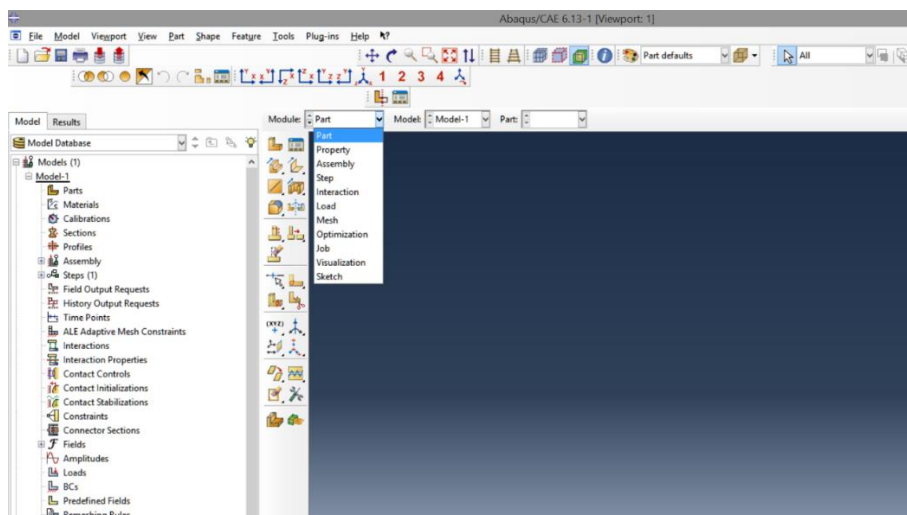 Abaqus/CAE 6.13-1 [Viewport: 1]
File Model Viewport View Part Shape Feature Tools Plug-ins Help
Part defaults
All
1 2 3 4
Model Results
Module: Part Model: Model-1 Part:
Model Database
Models (1)
Model-1
Parts
Materials
Calibrations
Sections
Profiles
Assembly
Steps (1)
Field Output Requests
History Output Requests
Time Points
ALE Adaptive Mesh Constraints
Interactions
Interaction Properties
Contact Controls
Contact Initializations
Contact Stabilizations
Constraints
Connector Sections
Fields
Amplitudes
Loads
BCs
Predefined Fields
Remeshing Rules
Part
Property
Assembly
Step
Interaction
Load
Mesh
Optimization
Job
Visualization
Sketch
(XYZ)